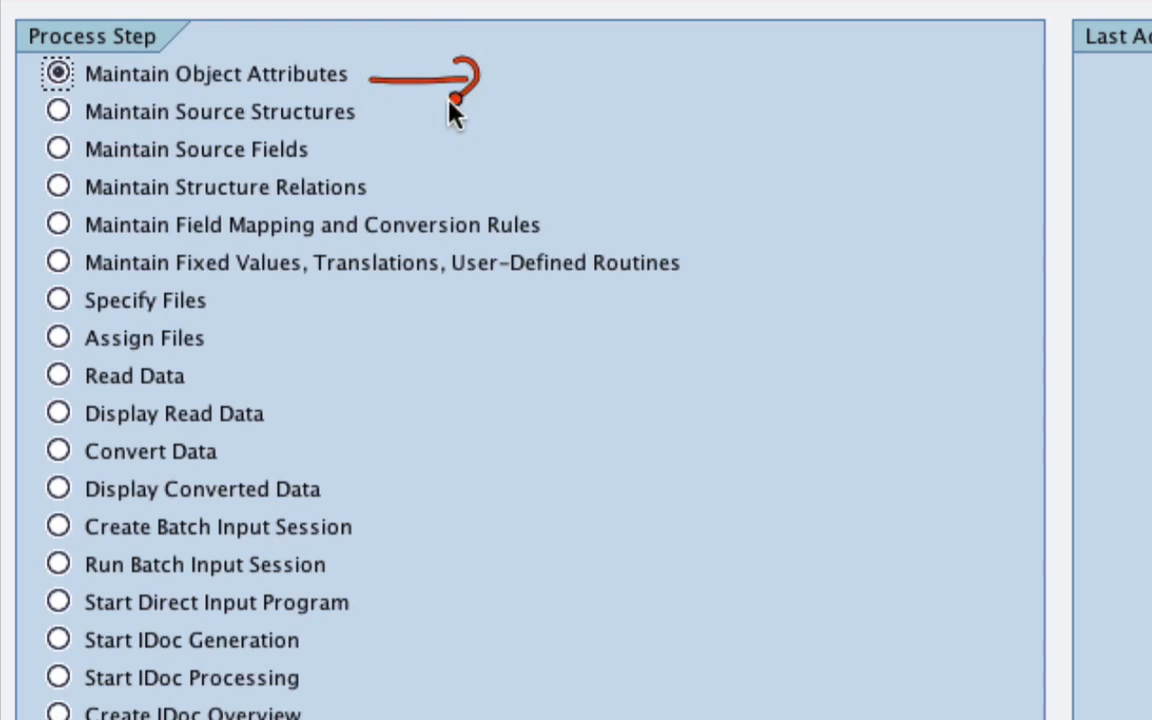 Process Step
Last Ac
Maintain Object Attributes
Maintain Source Structures
Maintain Source Fields
Maintain Structure Relations
Maintain Field Mapping and Conversion Rules
Maintain Fixed Values, Translations, User-Defined Routines
Specify Files
Assign Files
Read Data
Display Read Data
Convert Data
Display Converted Data
Create Batch Input Session
Run Batch Input Session
Start Direct Input Program
Start IDoc Generation
Start IDoc Processing
Create IDoc Overview